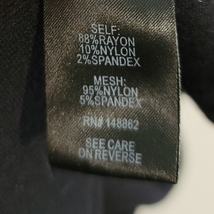 SELF:
88%RAYON
10%NYLON
2%SPANDEX
MESH:
95%NYLON
5%SPANDEX
RN# 148862
SEE CARE
ON REVERSE